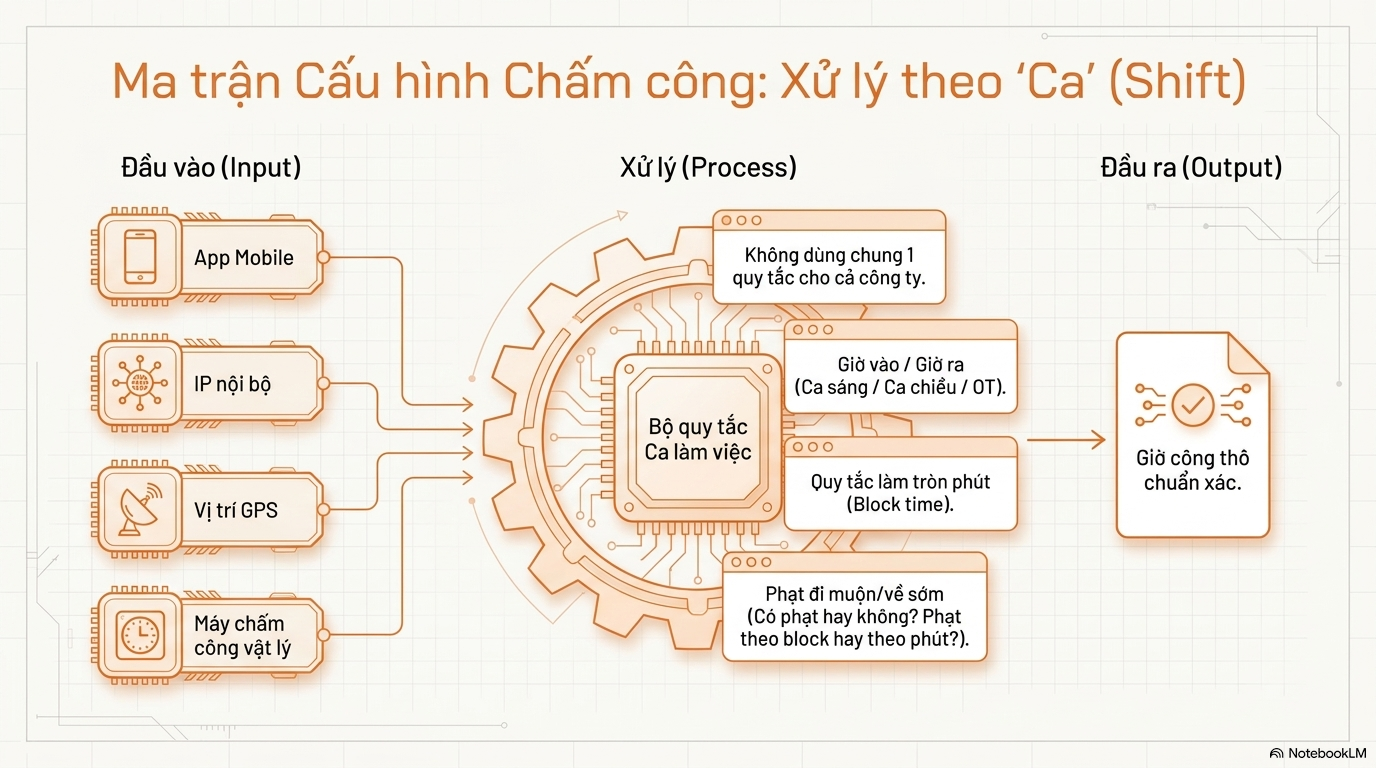 Ma trận Cấu hình Chấm công: Xử lý theo ‘Ca’ (Shift)
Đầu vào (Input)
App Mobile
IP nội bộ
Vị trí GPS
Máy chấm
công vật lý
Xử lý (Process)
Bộ quy tắc
Ca làm việc
Không dùng chung 1
quy tắc cho cả công ty.
Giờ vào / Giờ ra
(Ca sáng / Ca chiều / OT).
Quy tắc làm tròn phút
(Block time).
Phạt đi muộn/về sớm
(Có phạt hay không? Phạt
theo block hay theo phút?).
Đầu ra (Output)
Giờ công thô
chuẩn xác.
NotebookLM